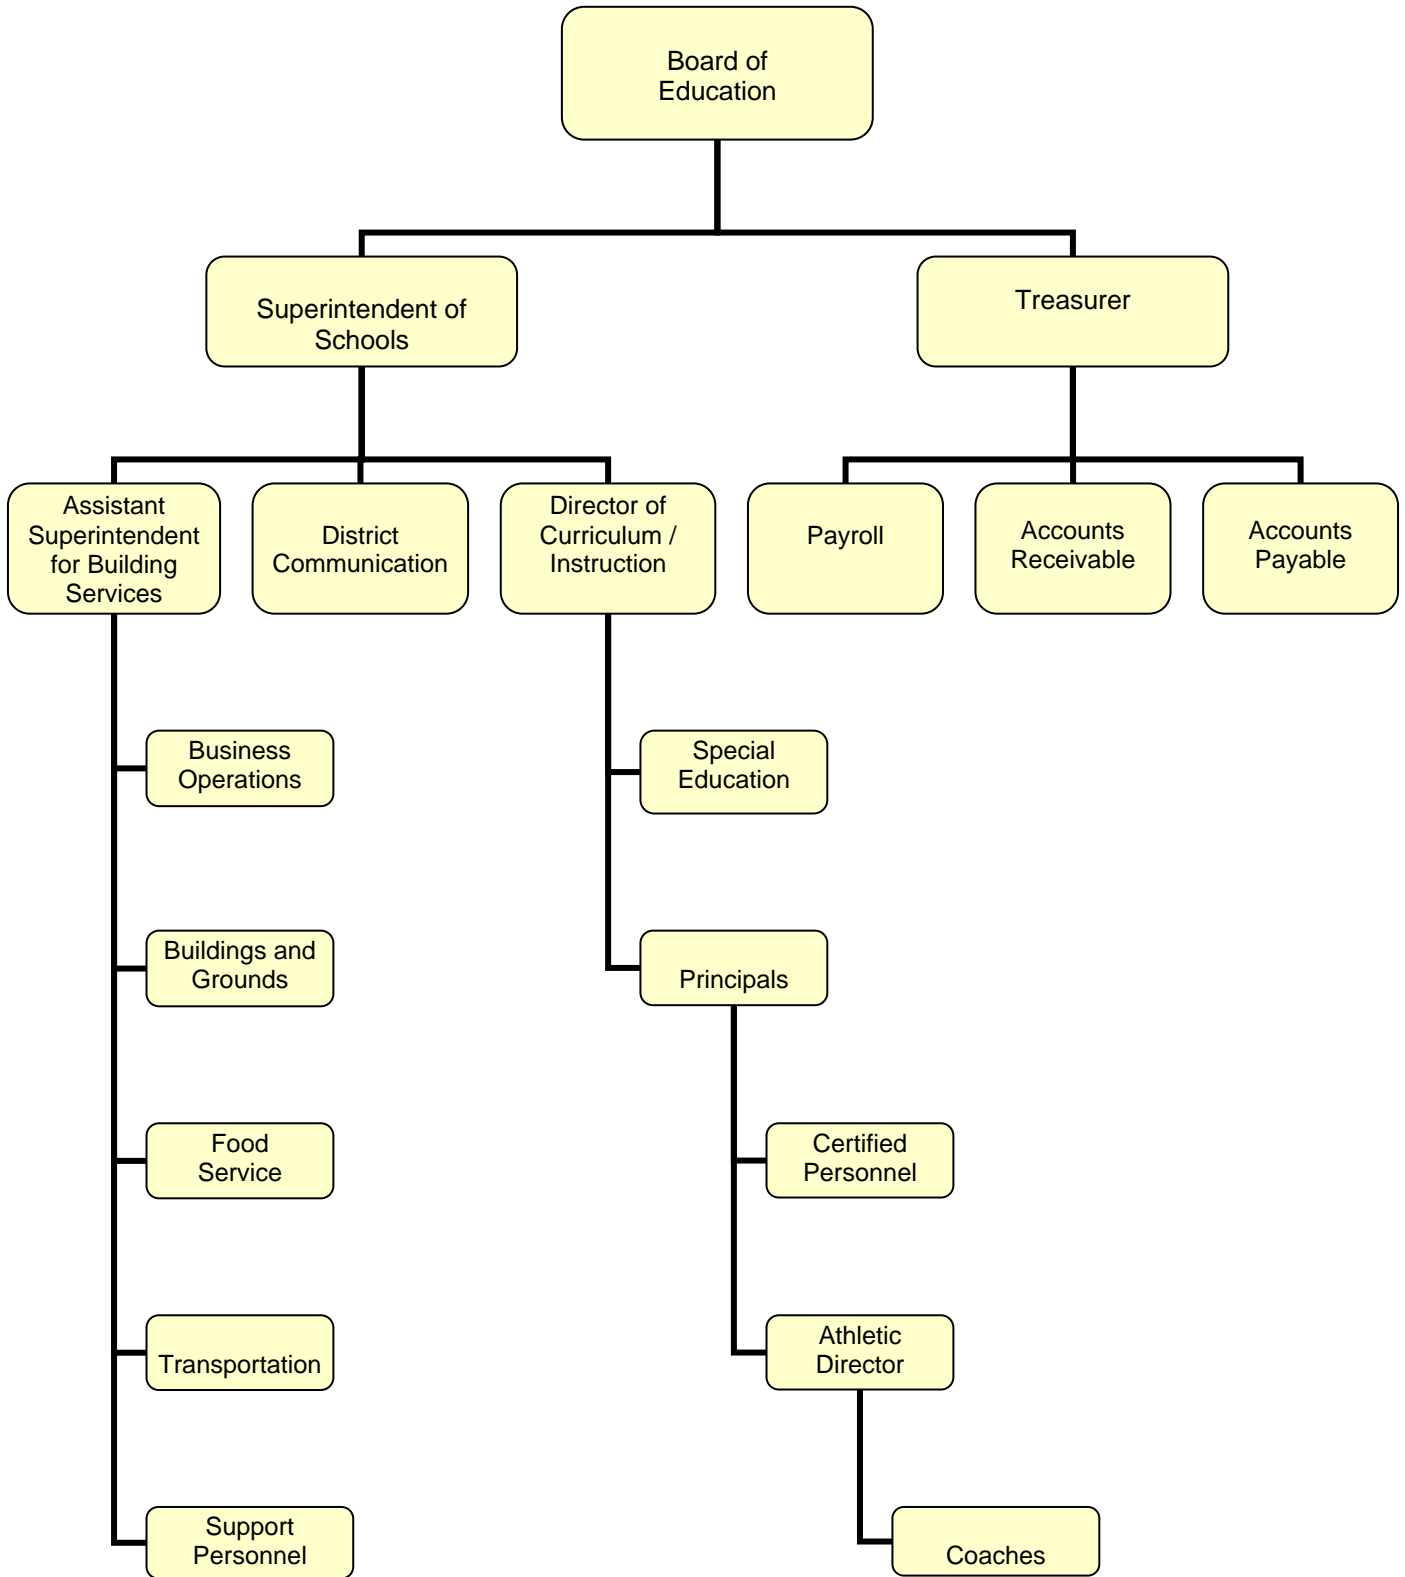 Board of
Education
Superintendent of
Schools
Treasurer
Assistant
Superintendent
for Building
Services
District
Communication
Director of
Curriculum /
Instruction
Payroll
Accounts
Receivable
Accounts
Payable
Business
Operations
Special
Education
Buildings and
Grounds
Principals
Food
Service
Certified
Personnel
Transportation
Athletic
Director
Support
Personnel
Coaches